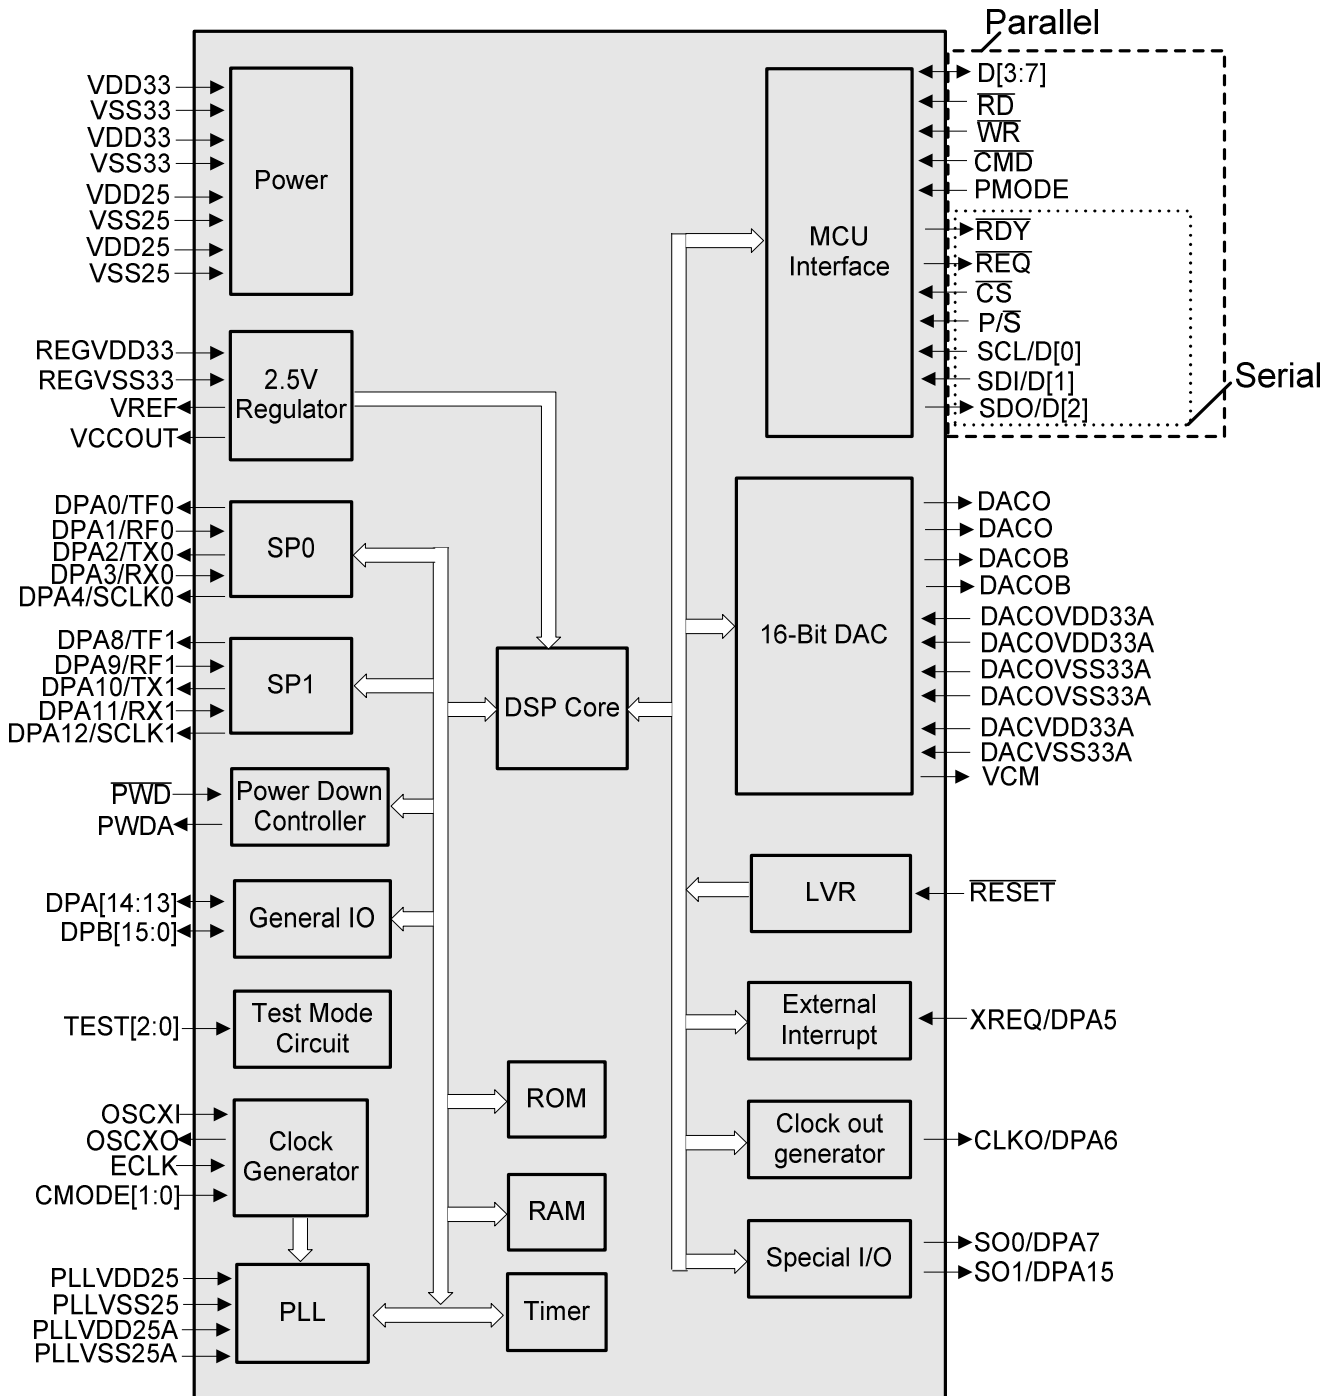 Parallel
VDD33
VSS33
VDD33
VSS33
VDD25
VSS25
VDD25
VSS25
Power
MCU
Interface
D[3:7]
RD
WR
CMD
PMODE
RDY
REQ
CS
P/S
SCL/D[0]
SDI/D[1]
SDO/D[2]
Serial
REGVDD33
REGVSS33
VREF
VCCOUT
2.5V
Regulator
DPA0/TF0
DPA1/RF0
DPA2/TX0
DPA3/RX0
DPA4/SCLK0
SP0
DPA8/TF1
DPA9/RF1
DPA10/TX1
DPA11/RX1
DPA12/SCLK1
SP1
DSP Core
16-Bit DAC
DACO
DACO
DACOB
DACOB
DACOVDD33A
DACOVDD33A
DACOVSS33A
DACOVSS33A
DACVDD33A
DACVSS33A
VCM
PWD
PWDA
Power Down
Controller
DPA[14:13]
DPB[15:0]
General IO
LVR
RESET
TEST[2:0]
Test Mode
Circuit
External
Interrupt
XREQ/DPA5
OSCXI
OSCXO
ECLK
CMODE[1:0]
Clock
Generator
ROM
Clock out
generator
CLKO/DPA6
RAM
Special I/O
SO0/DPA7
SO1/DPA15
PLLVDD25
PLLVSS25
PLLVDD25A
PLLVSS25A
PLL
Timer